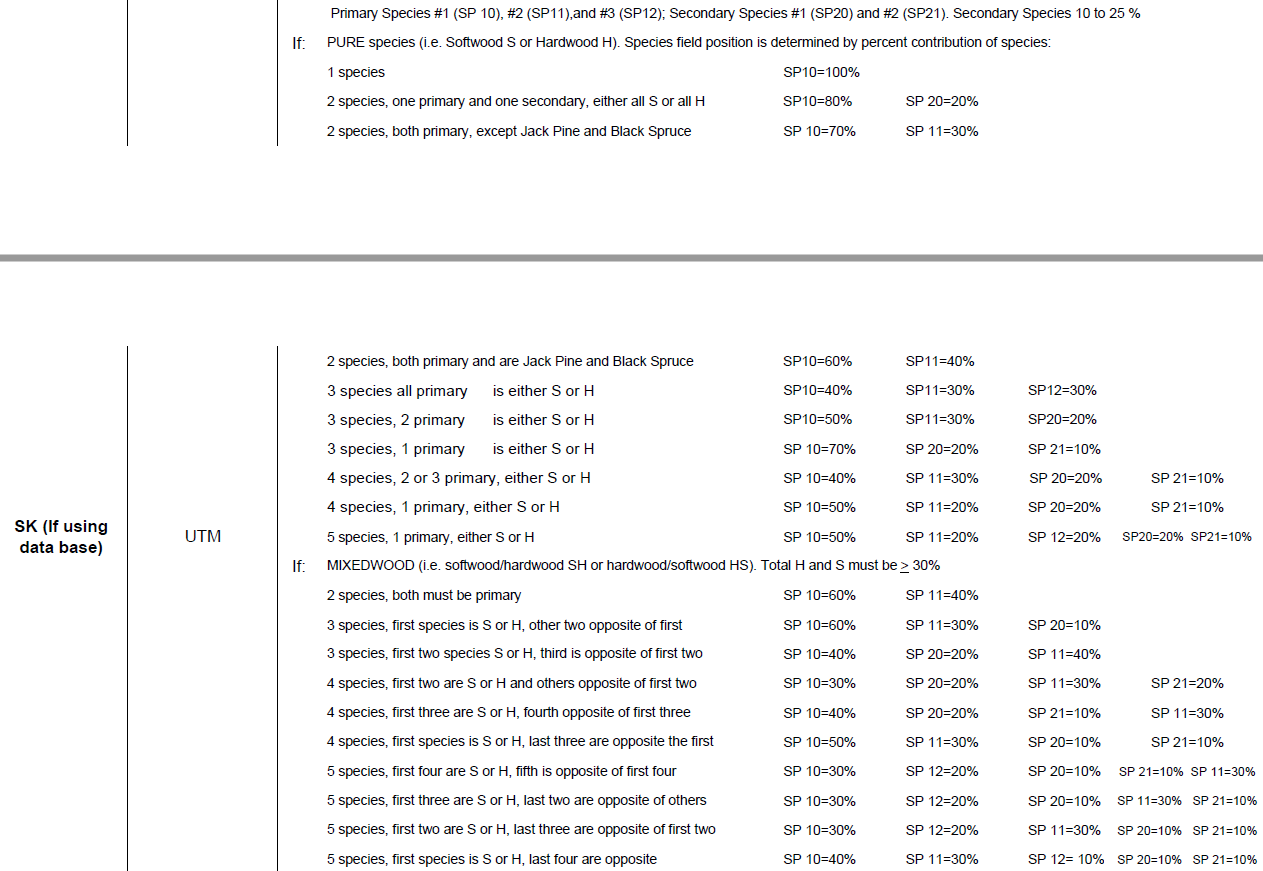 Primary Species #1 (SP 10), #2 (SP11),and #3 (SP12); Secondary Species #1 (SP20) and #2 (SP21). Secondary Species 10 to 25 %
If: PURE species (i.e. Softwood S or Hardwood H). Species field position is determined by percent contribution of species:
1 species SP10=100%
2 species, one primary and one secondary, either all S or all H SP10=80% SP 20=20%
2 species, both primary, except Jack Pine and Black Spruce SP 10=70% SP 11=30%
2 species, both primary and are Jack Pine and Black Spruce SP10=60% SP11=40%
3 species all primary is either S or H SP10=40% SP11=30% SP12=30%
3 species, 2 primary is either S or H SP10=50% SP11=30% SP20=20%
3 species, 1 primary is either S or H SP 10=70% SP 20=20% SP 21=10%
4 species, 2 or 3 primary, either S or H SP 10=40% SP 11=30% SP 20=20% SP 21=10%
4 species, 1 primary, either S or H SP 10=50% SP 11=20% SP 20=20% SP 21=10%
SK (If using data base) UTM 5 species, 1 primary, either S or H SP 10=50% SP 11=20% SP 12=20% SP20=20% SP21=10%
If: MIXEDWOOD (i.e. softwood/hardwood SH or hardwood/softwood HS). Total H and S must be ≥ 30%
2 species, both must be primary SP 10=60% SP 11=40%
3 species, first species is S or H, other two opposite of first SP 10=60% SP 11=30% SP 20=10%
3 species, first two species S or H, third is opposite of first two SP 10=40% SP 20=20% SP 11=40%
4 species, first two are S or H and others opposite of first two SP 10=30% SP 20=20% SP 11=30% SP 21=20%
4 species, first three are S or H, fourth opposite of first three SP 10=40% SP 20=20% SP 21=10% SP 11=30%
4 species, first species is S or H, last three are opposite the first SP 10=50% SP 11=30% SP 20=10% SP 21=10%
5 species, first four are S or H, fifth is opposite of first four SP 10=30% SP 12=20% SP 20=10% SP 21=10% SP 11=30%
5 species, first three are S or H, last two are opposite of others SP 10=30% SP 12=20% SP 20=10% SP 11=30% SP 21=10%
5 species, first two are S or H, last three are opposite of first two SP 10=30% SP 12=20% SP 11=30% SP 20=10% SP 21=10%
5 species, first species is S or H, last four are opposite SP 10=40% SP 11=30% SP 12= 10% SP 20=10% SP 21=10%